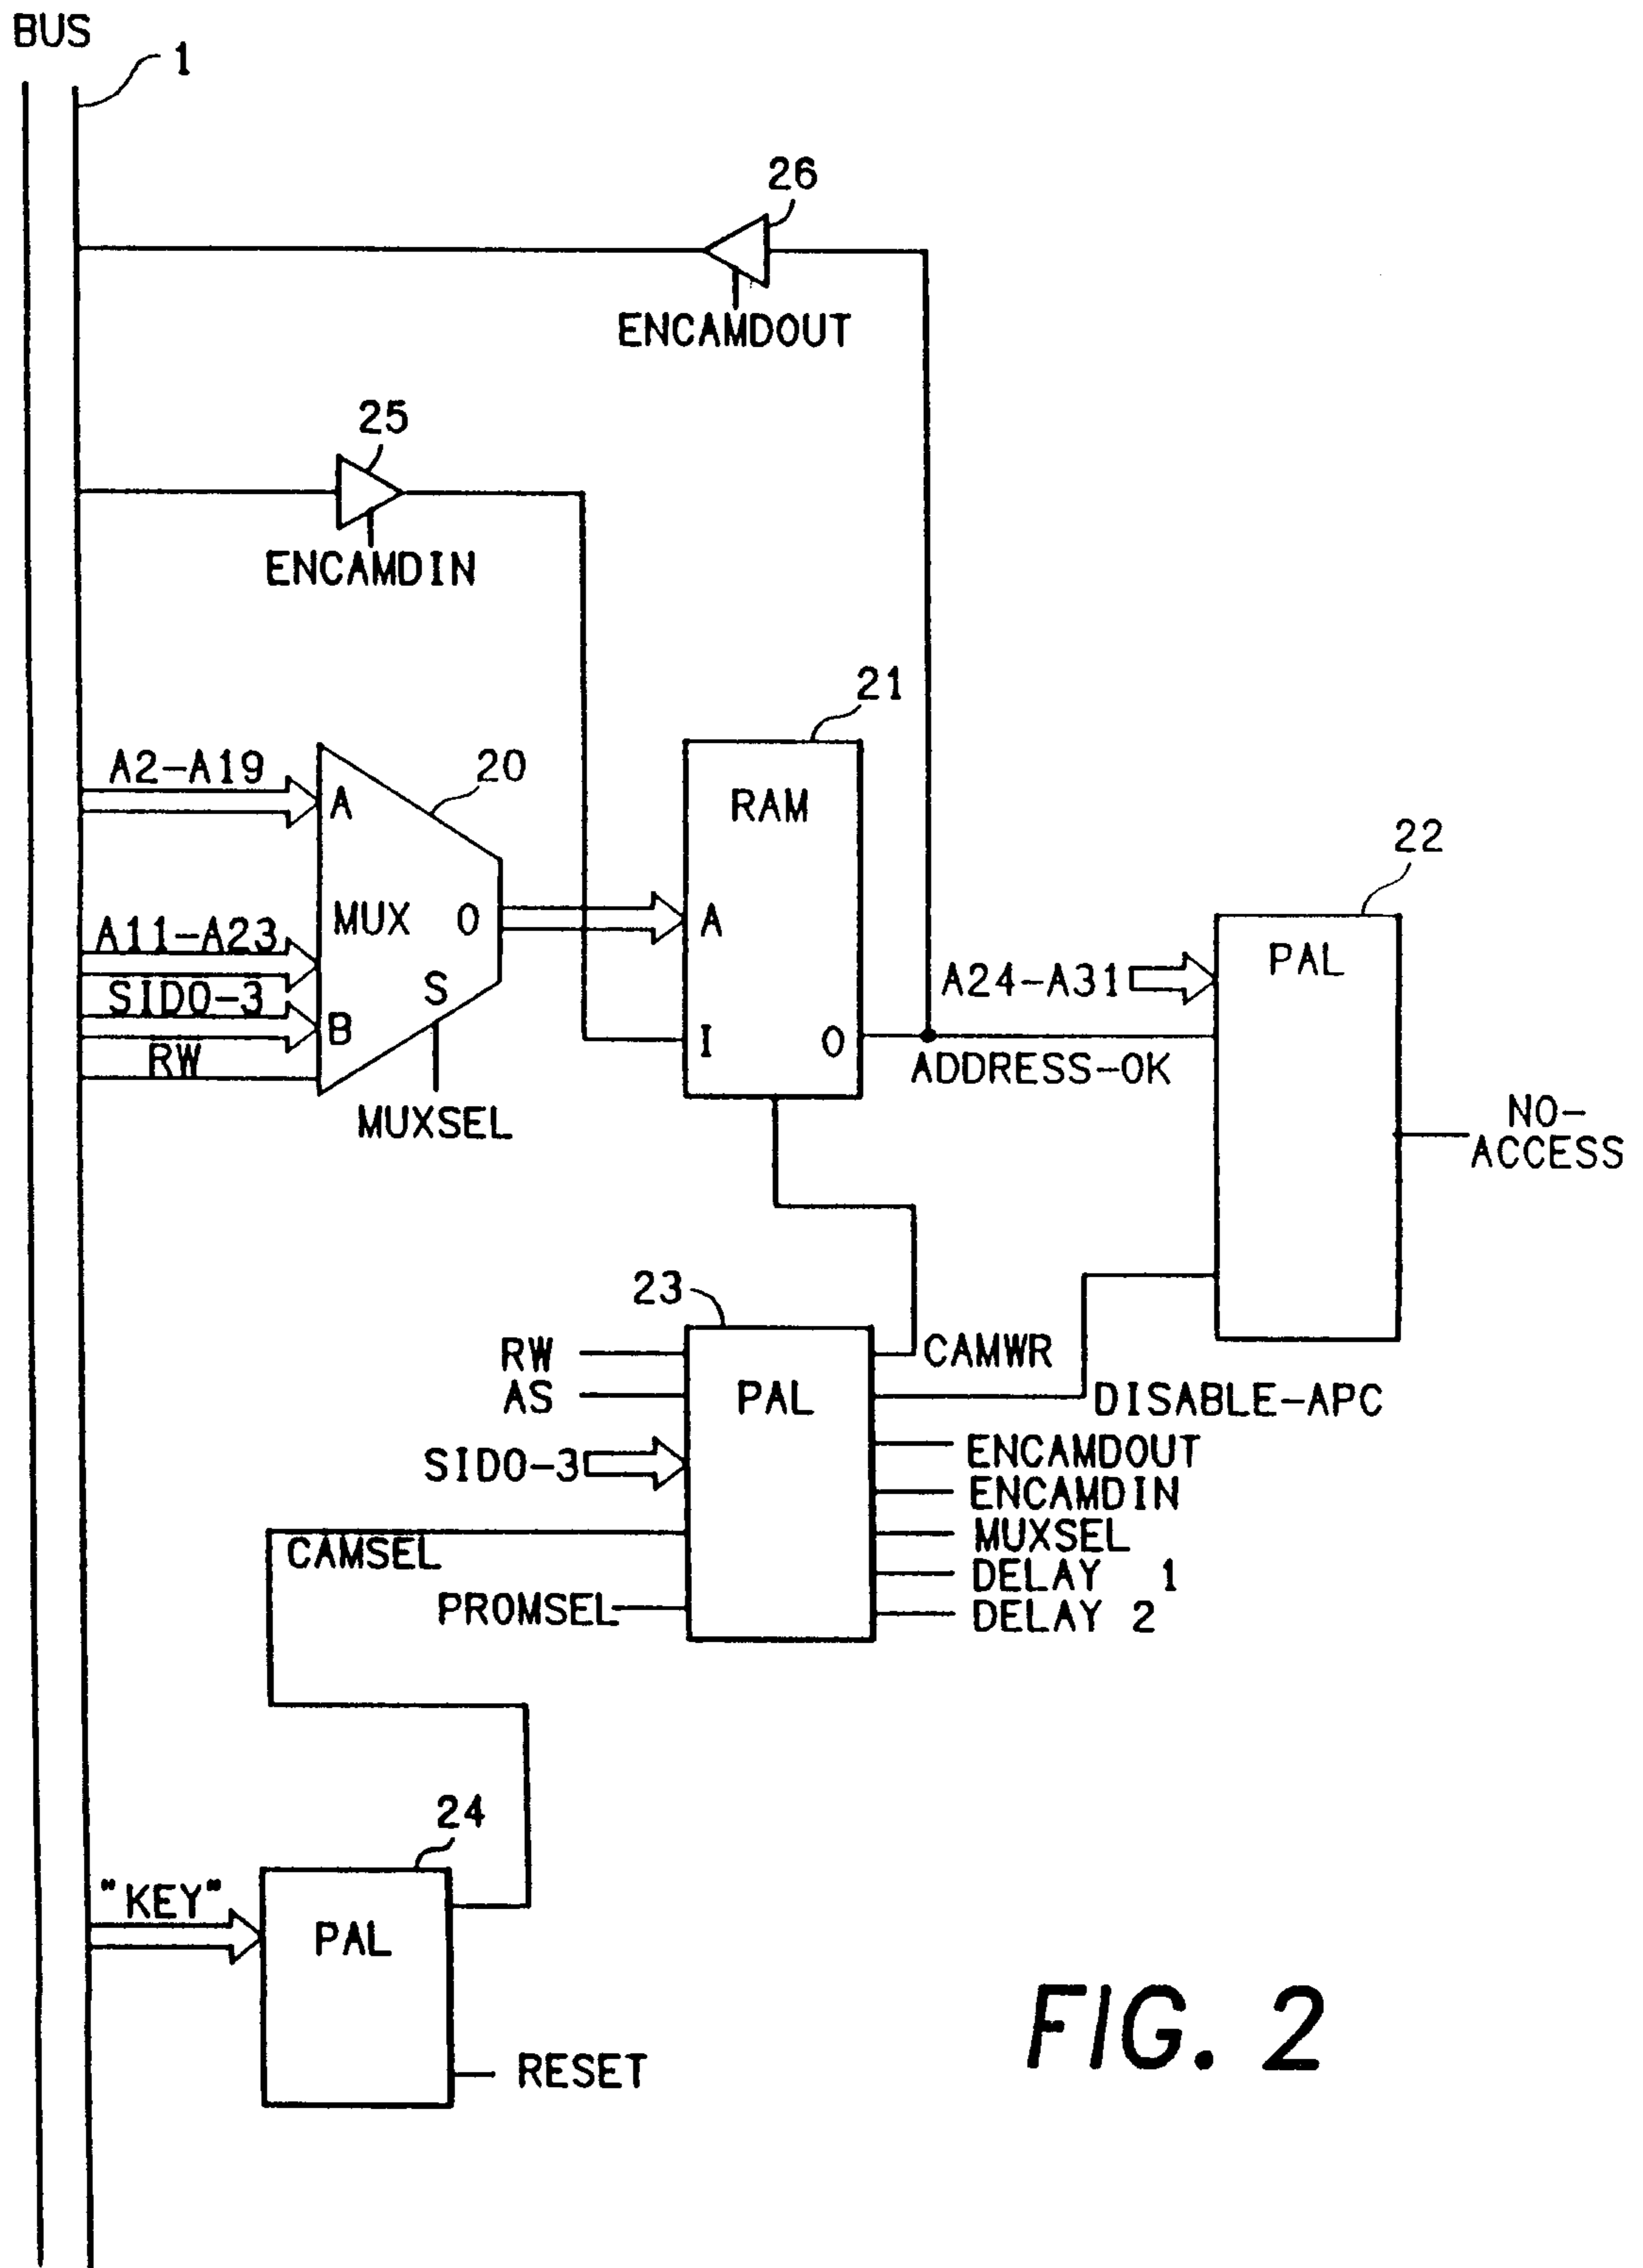 BUS
1
26
ENCAMDOUT
25
ENCAMDIN
21
A2-A19
20
A
RAM
22
A11-A23
MUX
O
A
PAL
SID0-3
S
A24-A31
B
I
O
RW
ADDRESS-OK
MUXSEL
NO-
ACCESS
23
RW
CAMWR
AS
PAL
DISABLE-APC
SID0-3
ENCAMDOUT
ENCAMDIN
CAMSEL
MUXSEL
DELAY 1
PROMSEL
DELAY 2
24
"KEY"
PAL
RESET
FIG. 2